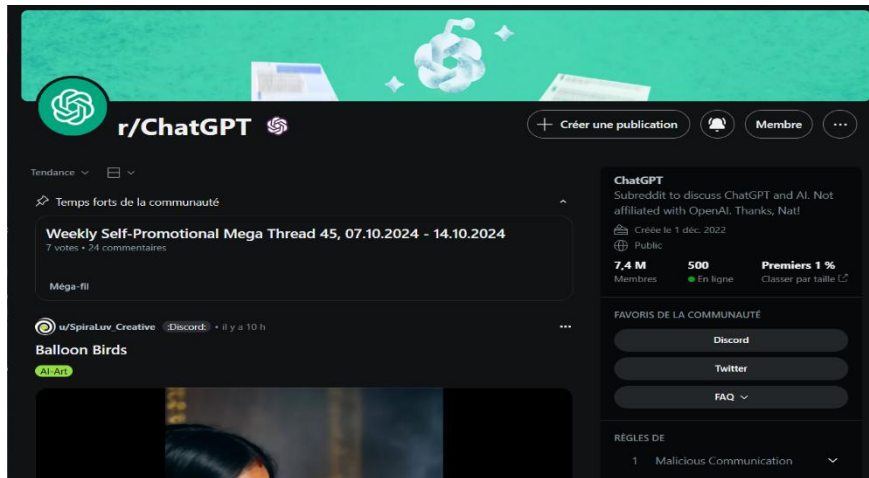 r/ChatGPT
Créer une publication
Membre
Tendance
Temps forts de la communauté
Weekly Self-Promotional Mega Thread 45, 07.10.2024 - 14.10.2024
7 votes • 24 commentaires
Méga-fil
u/SpiraLuv_Creative :Discord: • il y a 10 h
Balloon Birds
AI-Art
ChatGPT
Subreddit to discuss ChatGPT and AI. Not
affiliated with OpenAI. Thanks, Nat!
Créée le 1 déc. 2022
Public
7,4 M 500 Premiers 1 %
Membres En ligne Classer par taille
FAVORIS DE LA COMMUNAUTÉ
Discord
Twitter
FAQ
RÈGLES DE
1 Malicious Communication